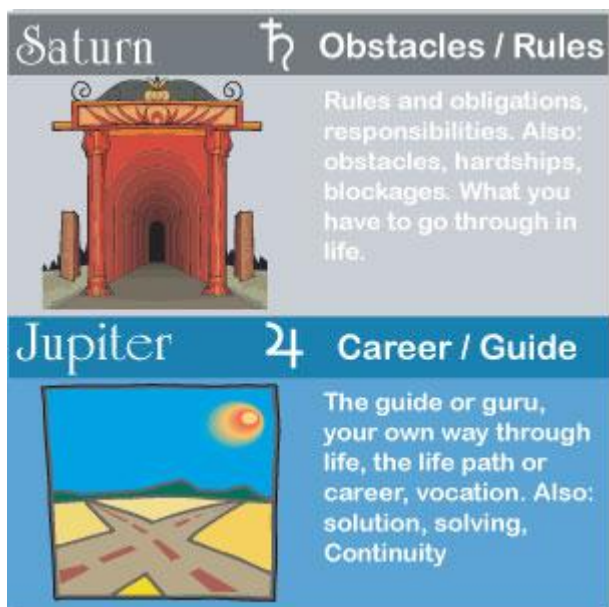 Saturn ♄ Obstacles / Rules
Rules and obligations,
responsibilities. Also:
obstacles, hardships,
blockages. What you
have to go through in
life.
Jupiter ♃ Career / Guide
The guide or guru,
your own way through
life, the life path or
career, vocation. Also:
solution, solving,
Continuity